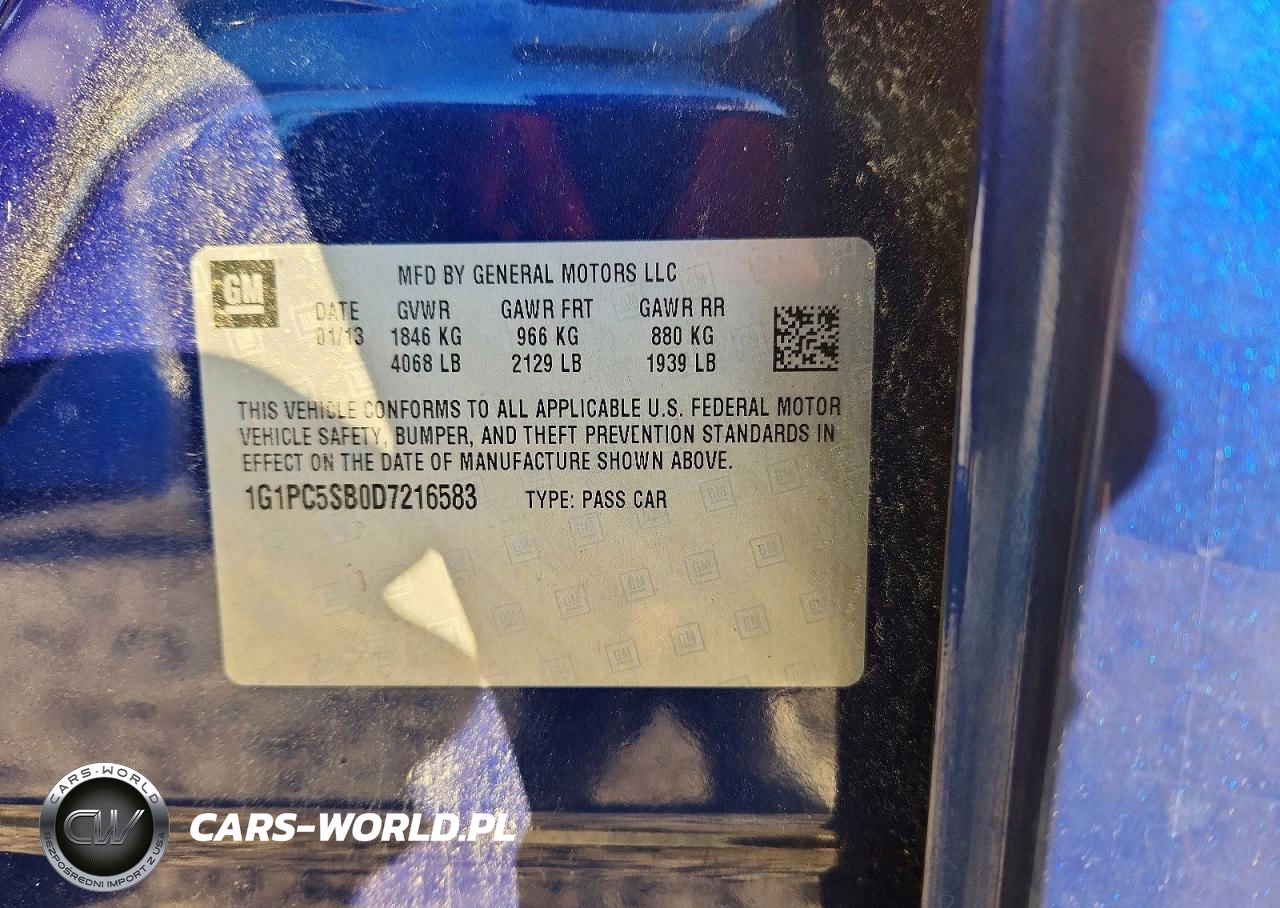 GM
MFD BY GENERAL MOTORS LLC
DATE GVWR GAWR FRT GAWR RR
01/13 1846 KG 966 KG 880 KG
4068 LB 2129 LB 1939 LB
THIS VEHICLE CONFORMS TO ALL APPLICABLE U.S. FEDERAL MOTOR
VEHICLE SAFETY, BUMPER, AND THEFT PREVENTION STANDARDS IN
EFFECT ON THE DATE OF MANUFACTURE SHOWN ABOVE.
1G1PC5SB0D7216583 TYPE: PASS CAR
CARS-WORLD
CW
BEZPOŚREDNI IMPORT Z USA
CARS-WORLD.PL